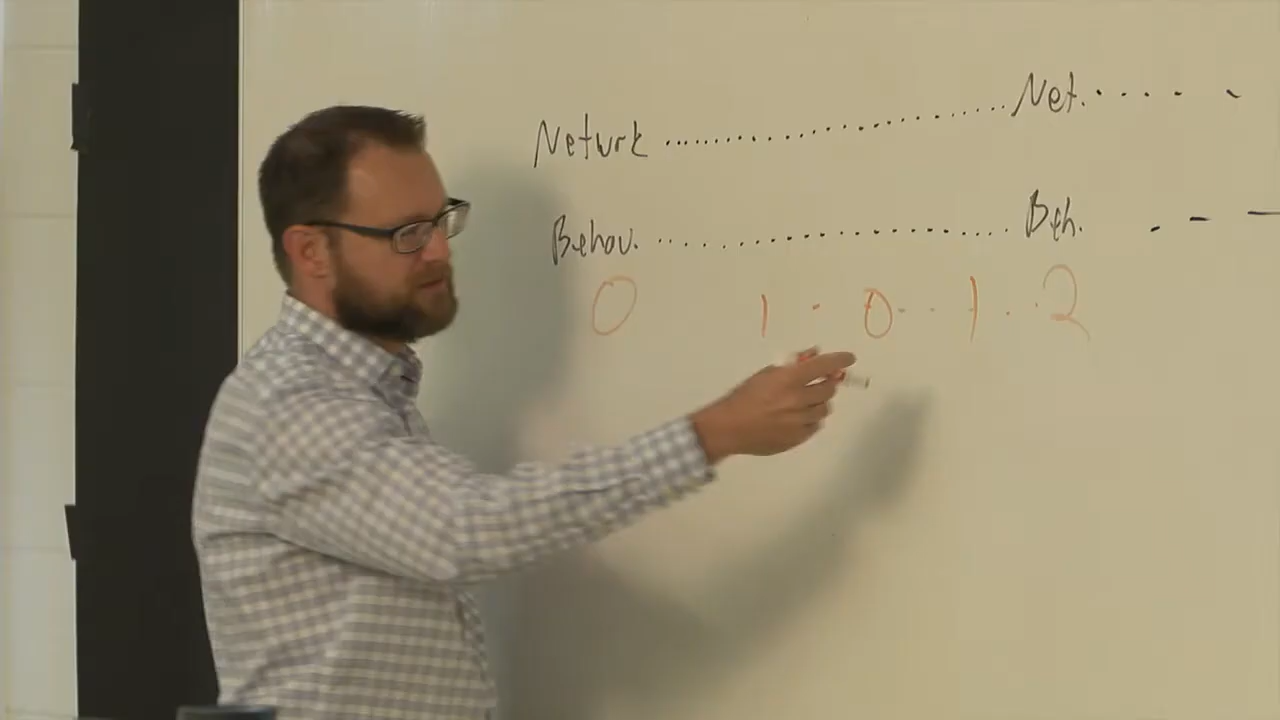 Netwrk .................... Net. . . . .
Behav. .................... Beh. . - -
0 1 . 0 . . 1 . . 2